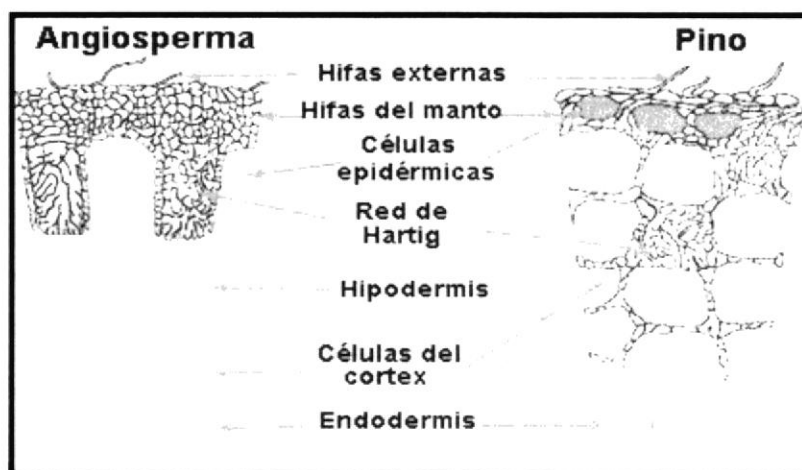 Angiosperma
Pino
Hifas externas
Hifas del manto
Células
epidérmicas
Red de
Hartig
Hipodermis
Células del
cortex
Endodermis